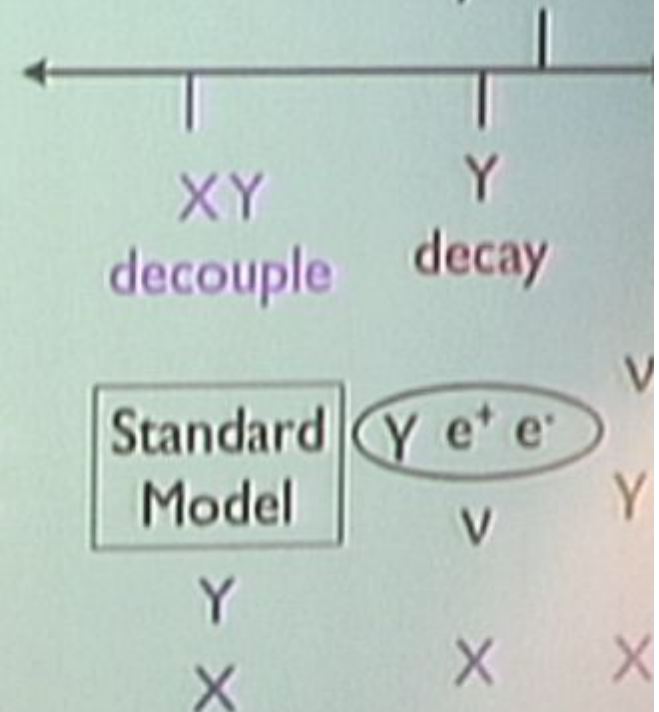 XY
decouple
Y
decay
Standard
Model
γ e⁺ e⁻
ν
Y
X
X
ν
γ
X